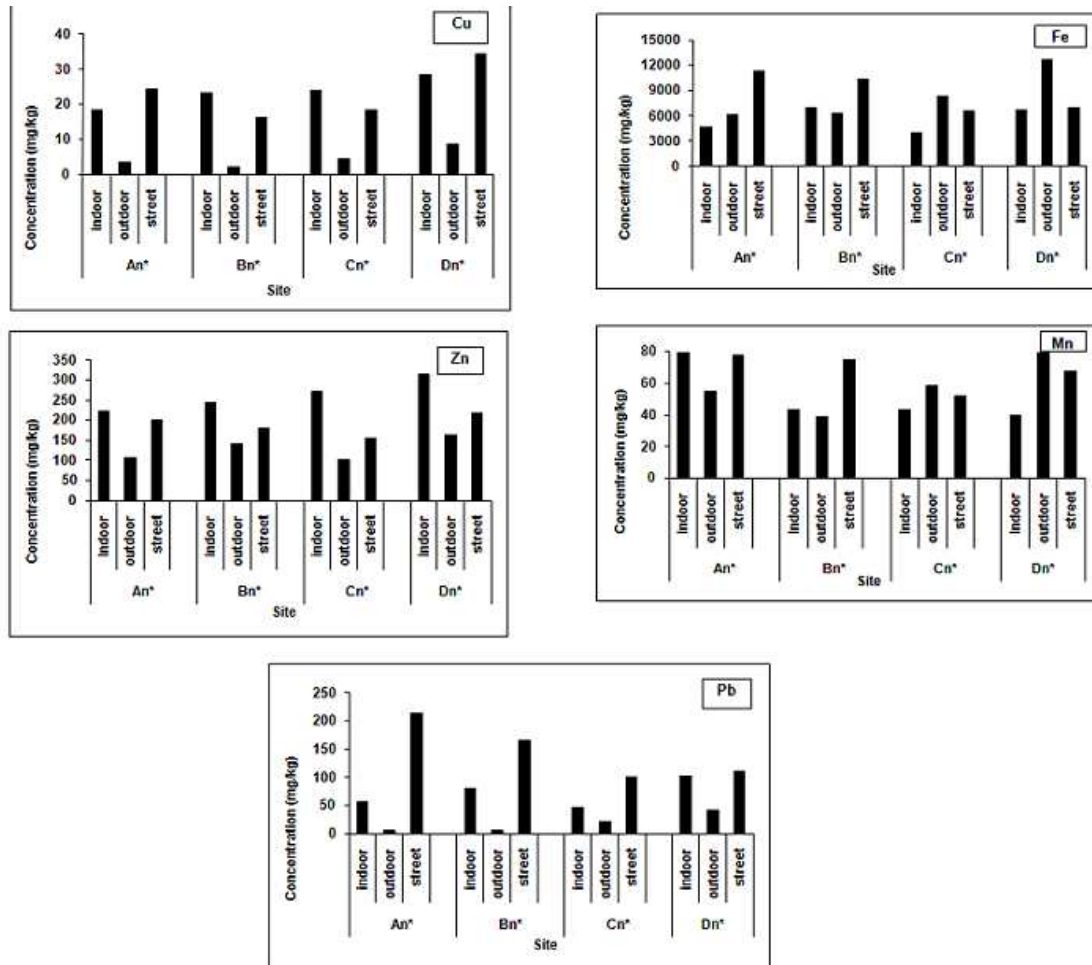 Cu
Concentration (mg/kg)
40
30
20
10
0
indoor outdoor street indoor outdoor street indoor outdoor street indoor outdoor street
An* Bn* Cn* Dn*
Site
Fe
Concentration (mg/kg)
15000
12000
9000
6000
3000
0
indoor outdoor street indoor outdoor street indoor outdoor street indoor outdoor street
An* Bn* Cn* Dn*
Site
Zn
Concentration (mg/kg)
350
300
250
200
150
100
50
0
indoor outdoor street indoor outdoor street indoor outdoor street indoor outdoor street
An* Bn* Cn* Dn*
Site
Mn
Concentration (mg/kg)
80
60
40
20
0
indoor outdoor street indoor outdoor street indoor outdoor street indoor outdoor street
An* Bn* Cn* Dn*
Site
Pb
Concentration (mg/kg)
250
200
150
100
50
0
indoor outdoor street indoor outdoor street indoor outdoor street indoor outdoor street
An* Bn* Cn* Dn*
Site